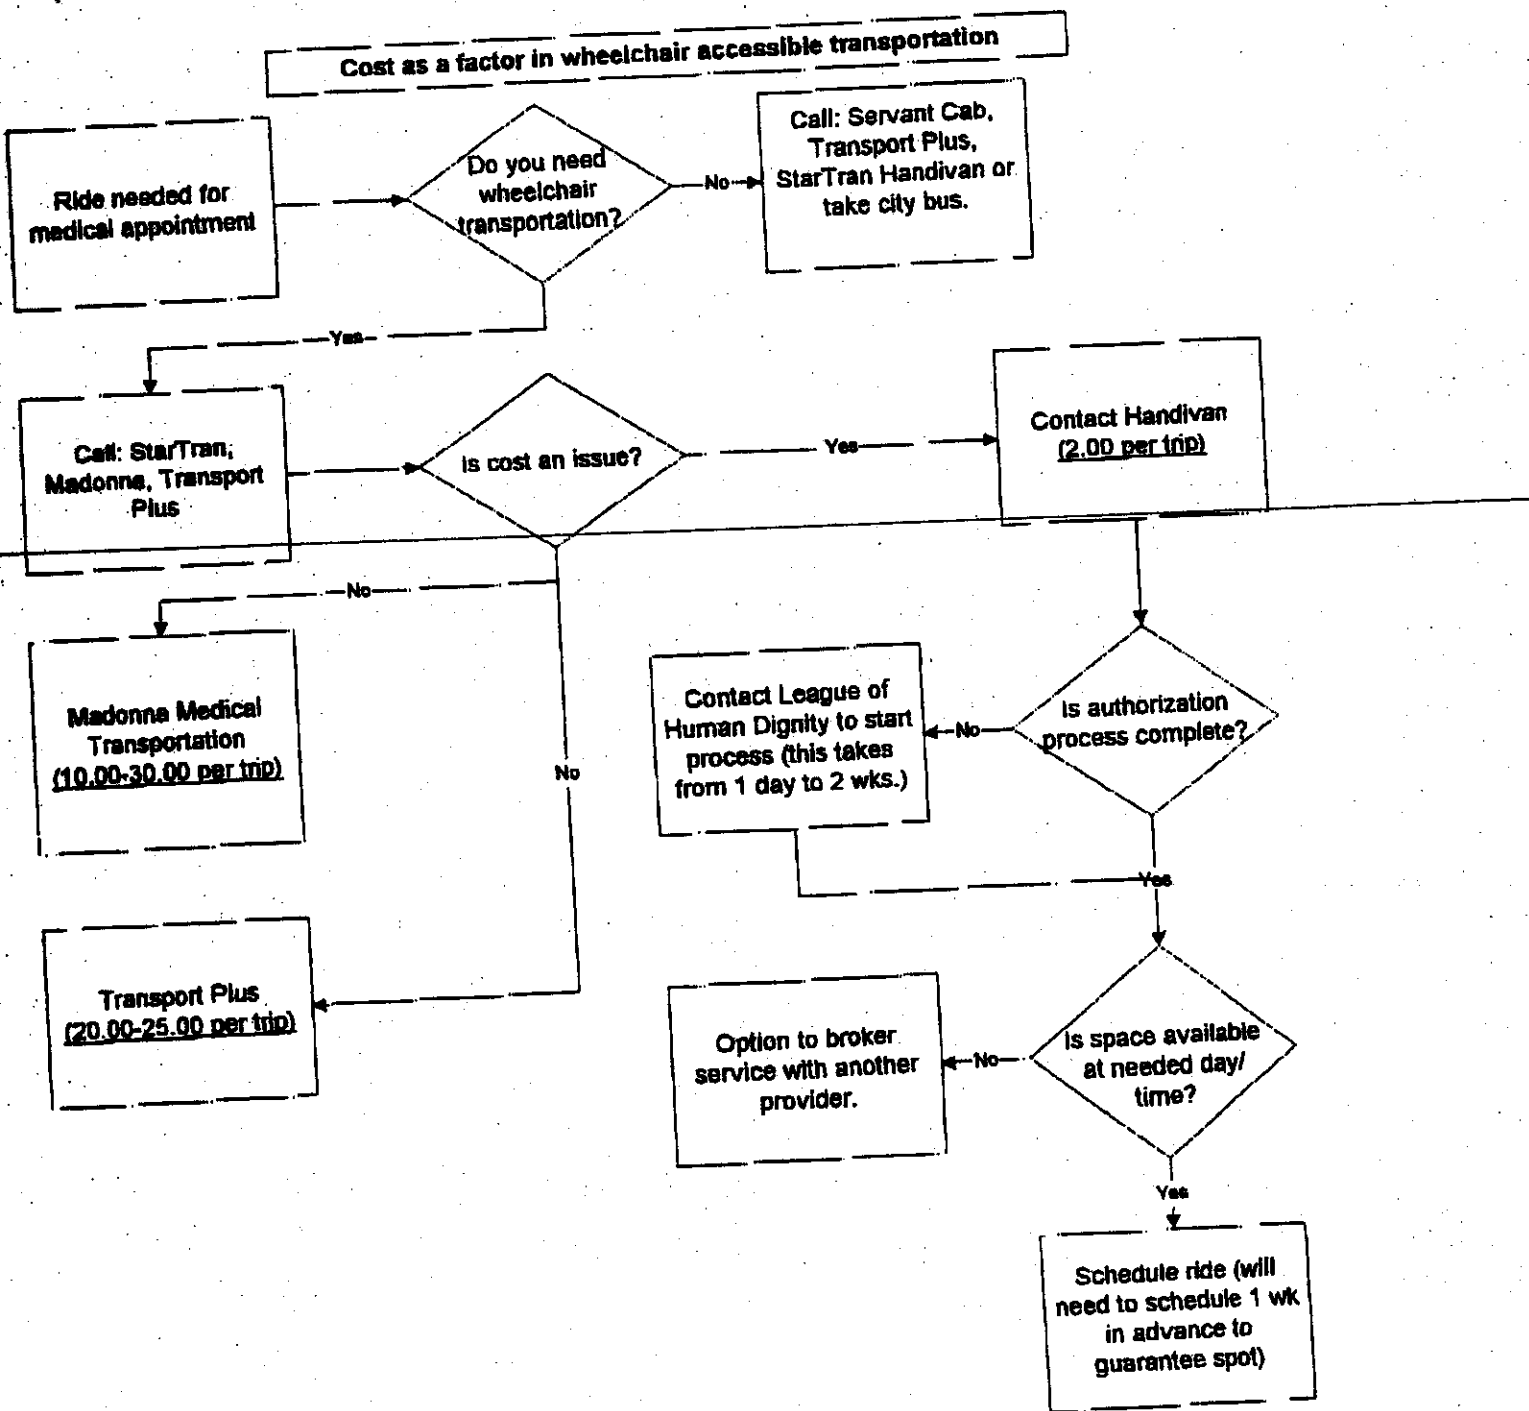 Cost as a factor in wheelchair accessible transportation
Ride needed for
medical appointment
Do you need
wheelchair
transportation?
No
Call: Servant Cab,
Transport Plus,
StarTran Handivan or
take city bus.
Yes
Call: StarTran,
Madonna, Transport
Plus
is cost an issue?
Yes
Contact Handivan
(2.00 per trip)
No
Madonna Medical
Transportation
(10.00-30.00 per trip)
No
Transport Plus
(20.00-25.00 per trip)
Is authorization
process complete?
No
Contact League of
Human Dignity to start
process (this takes
from 1 day to 2 wks.)
Yes
Is space available
at needed day/
time?
No
Option to broker
service with another
provider.
Yes
Schedule ride (will
need to schedule 1 wk
in advance to
guarantee spot)